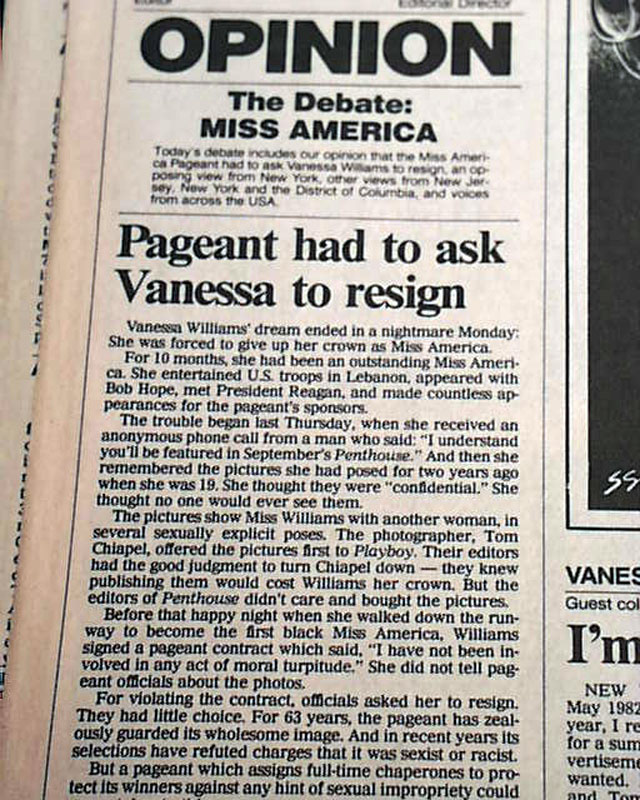 Editor
Editorial Director
OPINION
The Debate:
MISS AMERICA
Today's debate includes our opinion that the Miss Ameri-
ca Pageant had to ask Vanessa Williams to resign, an op-
posing view from New York, other views from New Jer-
sey, New York and the District of Columbia, and voices
from across the USA.
Pageant had to ask
Vanessa to resign
Vanessa Williams' dream ended in a nightmare Monday:
She was forced to give up her crown as Miss America.
For 10 months, she had been an outstanding Miss Ameri-
ca. She entertained U.S. troops in Lebanon, appeared with
Bob Hope, met President Reagan, and made countless ap-
pearances for the pageant's sponsors.
The trouble began last Thursday, when she received an
anonymous phone call from a man who said: "I understand
you'll be featured in September's Penthouse." And then she
remembered the pictures she had posed for two years ago
when she was 19. She thought they were "confidential." She
thought no one would ever see them.
The pictures show Miss Williams with another woman, in
several sexually explicit poses. The photographer, Tom
Chiapel, offered the pictures first to Playboy. Their editors
had the good judgment to turn Chiapel down — they knew
publishing them would cost Williams her crown. But the
editors of Penthouse didn't care and bought the pictures.
Before that happy night when she walked down the run-
way to become the first black Miss America, Williams
signed a pageant contract which said, "I have not been in-
volved in any act of moral turpitude." She did not tell pag-
eant officials about the photos.
For violating the contract, officials asked her to resign.
They had little choice. For 63 years, the pageant has zeal-
ously guarded its wholesome image. And in recent years its
selections have refuted charges that it was sexist or racist.
But a pageant which assigns full-time chaperones to pro-
tect its winners against any hint of sexual impropriety could
VANES
Guest col
I'm
NEW
May 1982
year, I re
for a sum
vertiseme
wanted.
and Tom